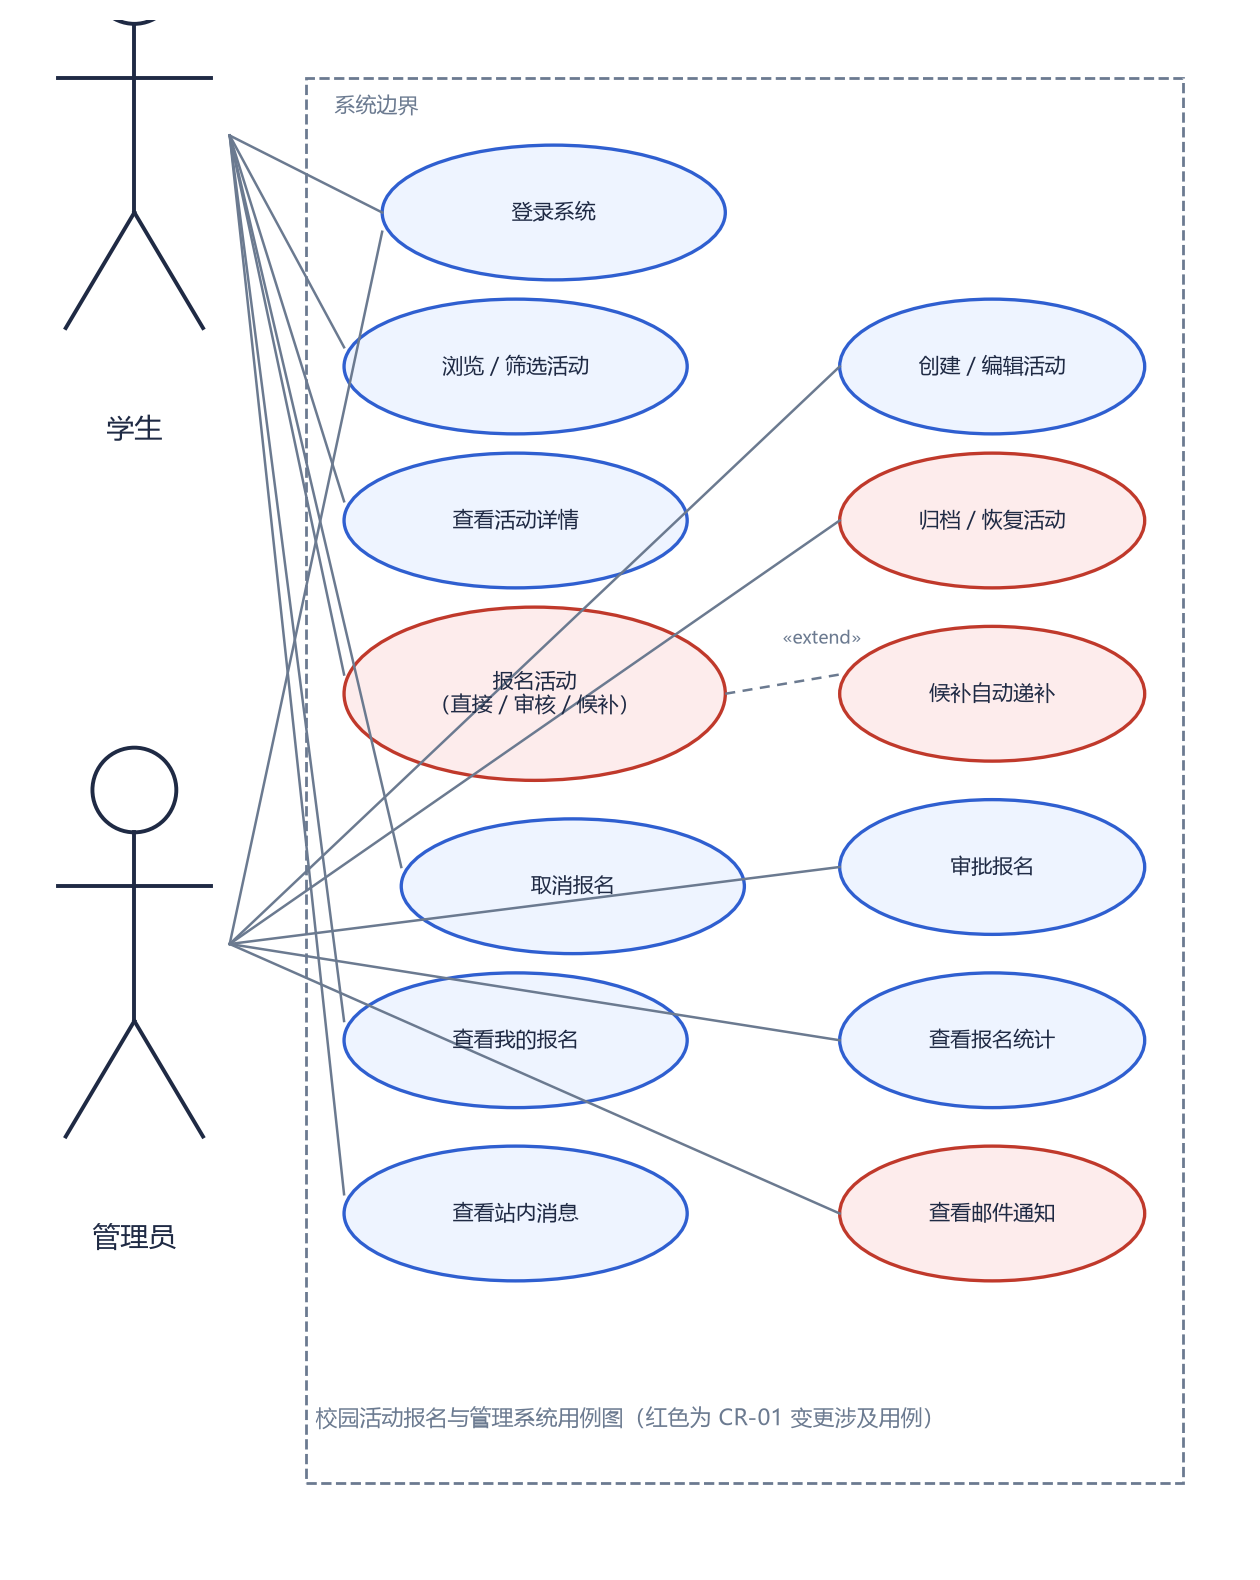 系统边界
登录系统
浏览 / 筛选活动
创建 / 编辑活动
学生
查看活动详情
归档 / 恢复活动
«extend»
报名活动
（直接 / 审核 / 候补）
候补自动递补
取消报名
审批报名
查看我的报名
查看报名统计
查看站内消息
查看邮件通知
管理员
校园活动报名与管理系统用例图（红色为 CR-01 变更涉及用例）